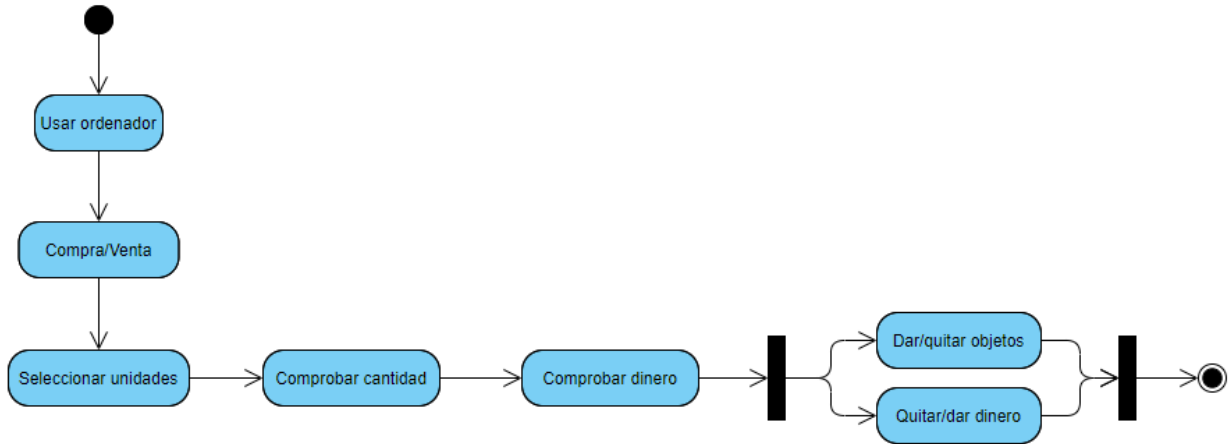 Usar ordenador
Compra/Venta
Seleccionar unidades
Comprobar cantidad
Comprobar dinero
Dar/quitar objetos
Quitar/dar dinero